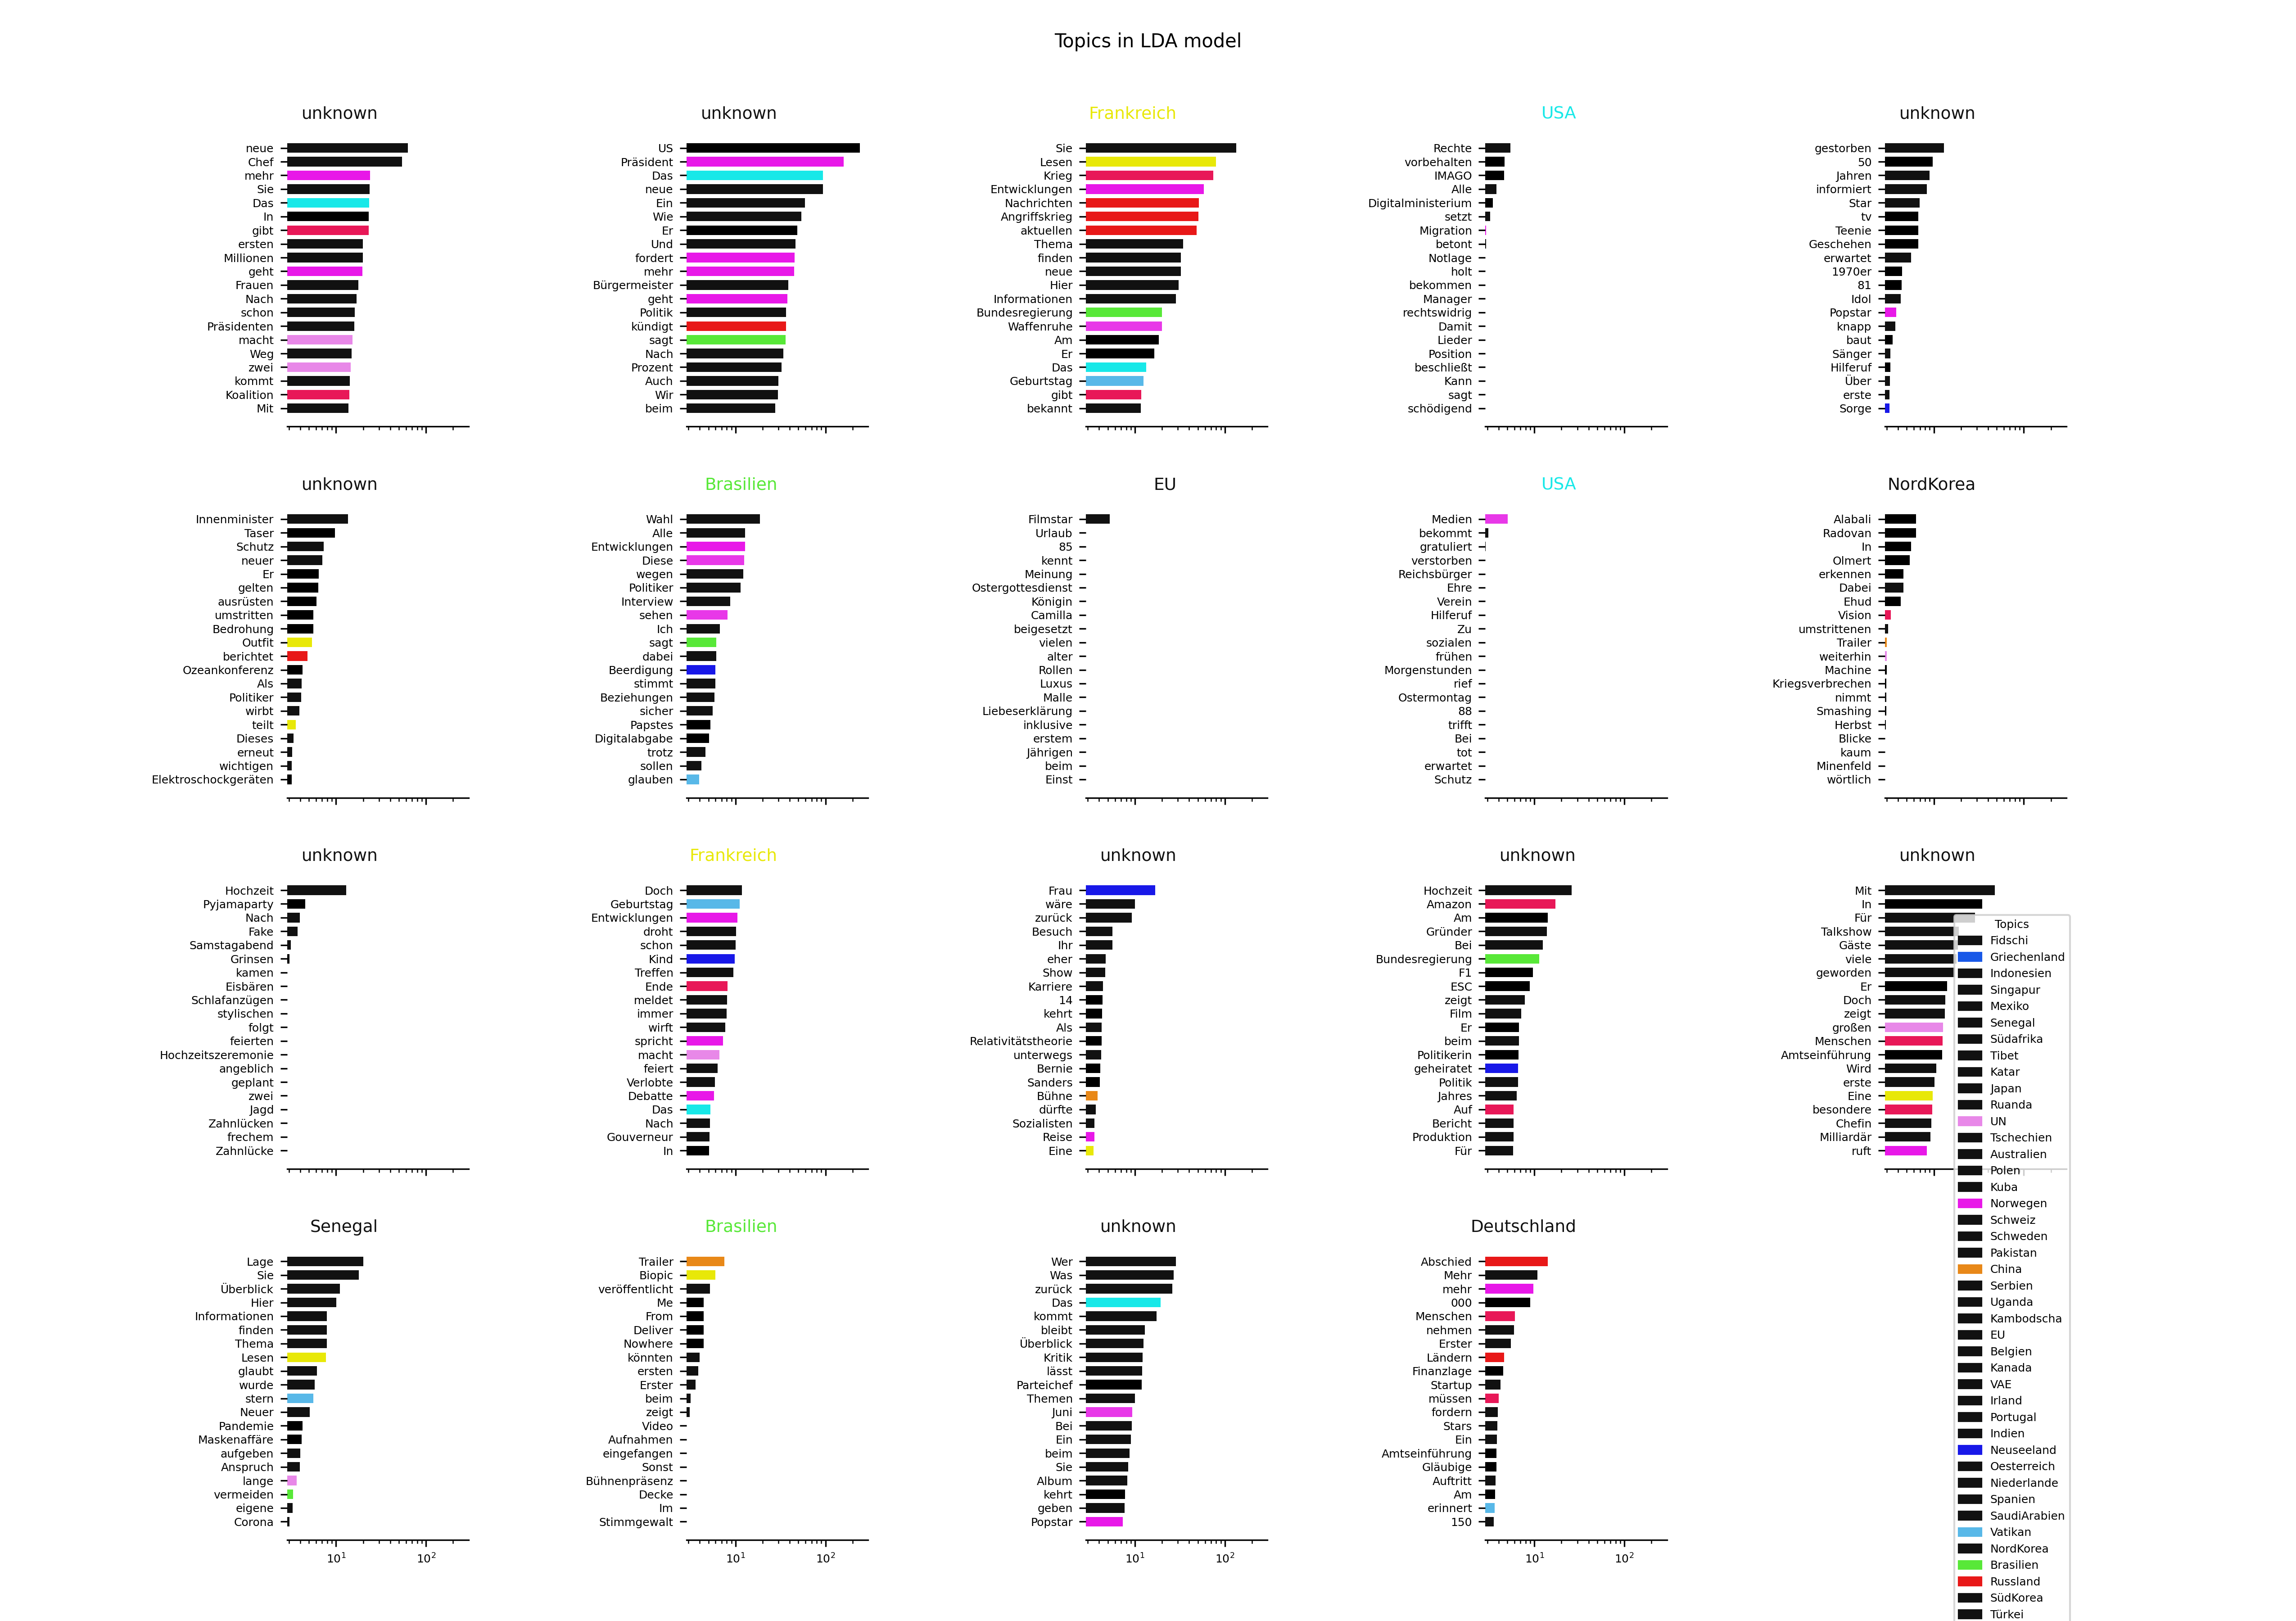 Topics in LDA model
unknown
neue
Chef
mehr
Sie
Das
In
gibt
ersten
Millionen
geht
Frauen
Nach
schon
Präsidenten
macht
Weg
zwei
kommt
Koalition
Mit
unknown
US
Präsident
Das
neue
Ein
Wie
Er
Und
fordert
mehr
Bürgermeister
geht
Politik
kündigt
sagt
Nach
Prozent
Auch
Wir
beim
Frankreich
Sie
Lesen
Krieg
Entwicklungen
Nachrichten
Angriffskrieg
aktuellen
Thema
finden
neue
Hier
Informationen
Bundesregierung
Waffenruhe
Am
Er
Das
Geburtstag
gibt
bekannt
USA
Rechte
vorbehalten
IMAGO
Alle
Digitalministerium
setzt
Migration
betont
Notlage
holt
bekommen
Manager
rechtswidrig
Damit
Lieder
Position
beschließt
Kann
sagt
schödigend
unknown
gestorben
50
Jahren
informiert
Star
tv
Teenie
Geschehen
erwartet
1970er
81
Idol
Popstar
knapp
baut
Sänger
Hilferuf
Über
erste
Sorge
unknown
Innenminister
Taser
Schutz
neuer
Er
gelten
ausrüsten
umstritten
Bedrohung
Outfit
berichtet
Ozeankonferenz
Als
Politiker
wirbt
teilt
Dieses
erneut
wichtigen
Elektroschockgeräten
Brasilien
Wahl
Alle
Entwicklungen
Diese
wegen
Politiker
Interview
sehen
Ich
sagt
dabei
Beerdigung
stimmt
Beziehungen
sicher
Papstes
Digitalabgabe
trotz
sollen
glauben
EU
Filmstar
Urlaub
85
kennt
Meinung
Ostergottesdienst
Königin
Camilla
beigesetzt
vielen
alter
Rollen
Luxus
Malle
Liebeserklärung
inklusive
erstem
Jährigen
beim
Einst
USA
Medien
bekommt
gratuliert
verstorben
Reichsbürger
Ehre
Verein
Hilferuf
Zu
sozialen
frühen
Morgenstunden
rief
Ostermontag
88
trifft
Bei
tot
erwartet
Schutz
NordKorea
Alabali
Radovan
In
Olmert
erkennen
Dabei
Ehud
Vision
umstrittenen
Trailer
weiterhin
Machine
Kriegsverbrechen
nimmt
Smashing
Herbst
Blicke
kaum
Minenfeld
wörtlich
unknown
Hochzeit
Pyjamaparty
Nach
Fake
Samstagabend
Grinsen
kamen
Eisbären
Schlafanzügen
stylischen
folgt
feierten
Hochzeitszeremonie
angeblich
geplant
zwei
Jagd
Zahnlücken
frechem
Zahnlücke
Frankreich
Doch
Geburtstag
Entwicklungen
droht
schon
Kind
Treffen
Ende
meldet
immer
wirft
spricht
macht
feiert
Verlobte
Debatte
Das
Nach
Gouverneur
In
unknown
Frau
wäre
zurück
Besuch
Ihr
eher
Show
Karriere
14
kehrt
Als
Relativitätstheorie
unterwegs
Bernie
Sanders
Bühne
dürfte
Sozialisten
Reise
Eine
unknown
Hochzeit
Amazon
Am
Gründer
Bei
Bundesregierung
F1
ESC
zeigt
Film
Er
beim
Politikerin
geheiratet
Politik
Jahres
Auf
Bericht
Produktion
Für
unknown
Mit
In
Für
Talkshow
Gäste
viele
geworden
Er
Doch
zeigt
großen
Menschen
Amtseinführung
Wird
erste
Eine
besondere
Chefin
Milliardär
ruft
Senegal
Lage
Sie
Überblick
Hier
Informationen
finden
Thema
Lesen
glaubt
wurde
stern
Neuer
Pandemie
Maskenaffäre
aufgeben
Anspruch
lange
vermeiden
eigene
Corona
10¹ 10²
Brasilien
Trailer
Biopic
veröffentlicht
Me
From
Deliver
Nowhere
könnten
ersten
Erster
beim
zeigt
Video
Aufnahmen
eingefangen
Sonst
Bühnenpräsenz
Decke
Im
Stimmgewalt
10¹ 10²
unknown
Wer
Was
zurück
Das
kommt
bleibt
Überblick
Kritik
lässt
Parteichef
Themen
Juni
Bei
Ein
beim
Sie
Album
kehrt
geben
Popstar
10¹ 10²
Deutschland
Abschied
Mehr
mehr
000
Menschen
nehmen
Erster
Ländern
Finanzlage
Startup
müssen
fordern
Stars
Ein
Amtseinführung
Gläubige
Auftritt
Am
erinnert
150
10¹ 10²
Topics
Fidschi
Griechenland
Indonesien
Singapur
Mexiko
Senegal
Südafrika
Tibet
Katar
Japan
Ruanda
UN
Tschechien
Australien
Polen
Kuba
Norwegen
Schweiz
Schweden
Pakistan
China
Serbien
Uganda
Kambodscha
EU
Belgien
Kanada
VAE
Irland
Portugal
Indien
Neuseeland
Oesterreich
Niederlande
Spanien
SaudiArabien
Vatikan
NordKorea
Brasilien
Russland
SüdKorea
Türkei